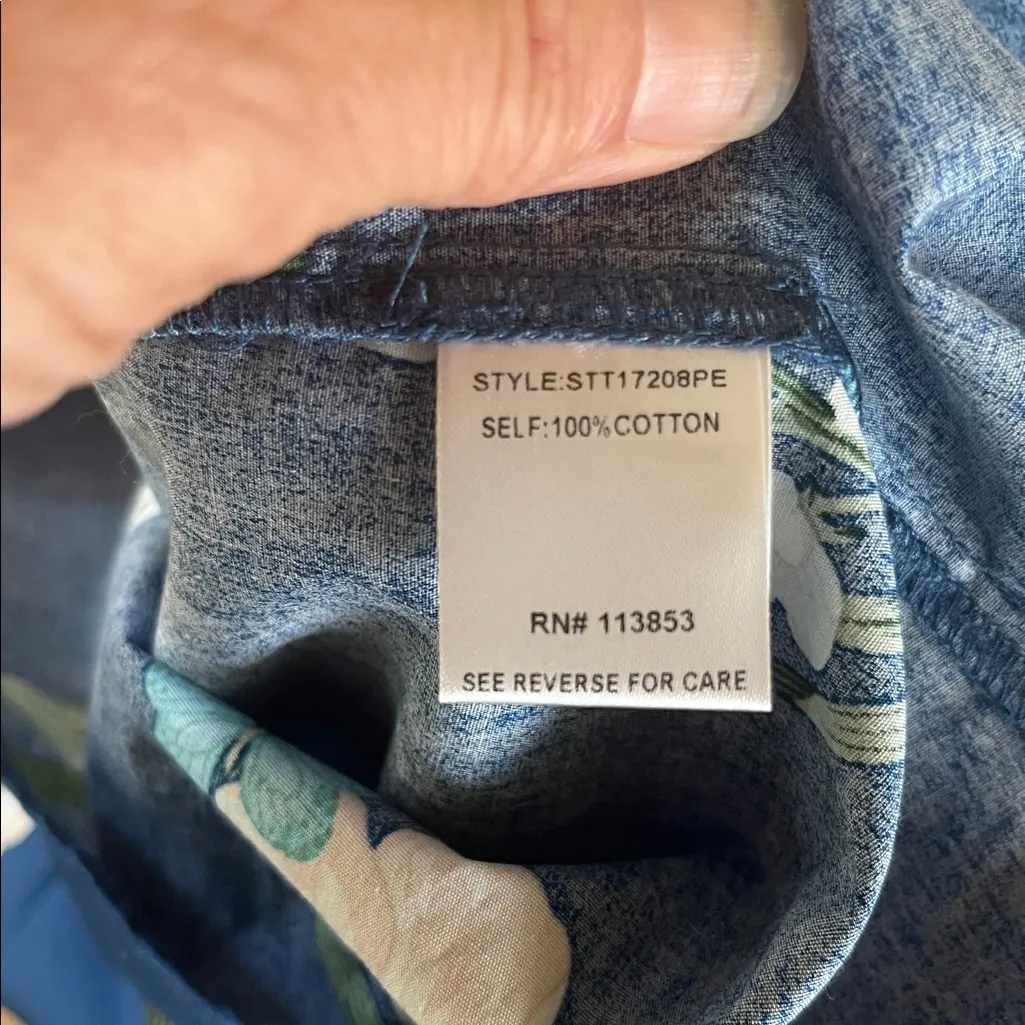 STYLE:STT17208PE
SELF:100%COTTON
RN# 113853
SEE REVERSE FOR CARE